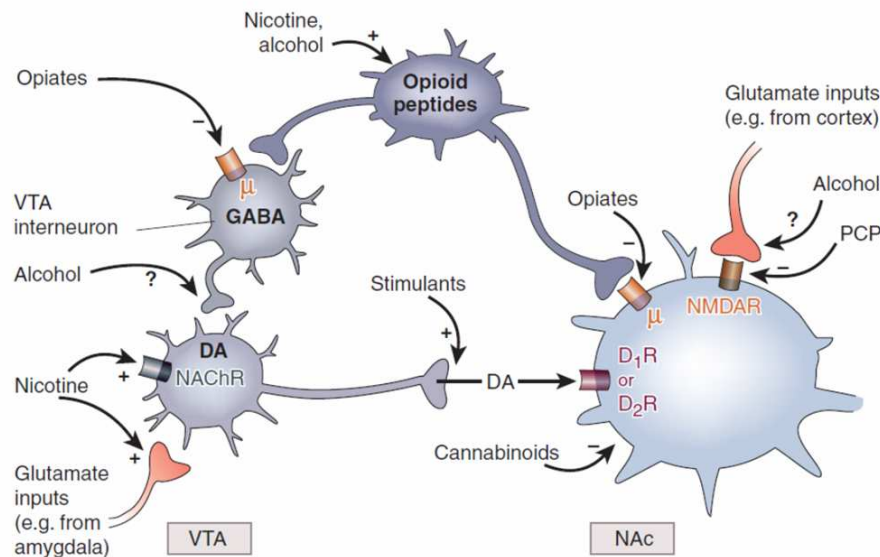 Nicotine,
alcohol
+
Opiates
−
Opioid
peptides
Glutamate inputs
(e.g. from cortex)
μ
GABA
VTA
interneuron
Opiates
−
Alcohol
?
PCP
−
Alcohol
?
Stimulants
+
μ
NMDAR
DA
NAChR
Nicotine
+
+
DA
D₁R
or
D₂R
Cannabinoids
−
Glutamate
inputs
(e.g. from
amygdala)
VTA
NAc